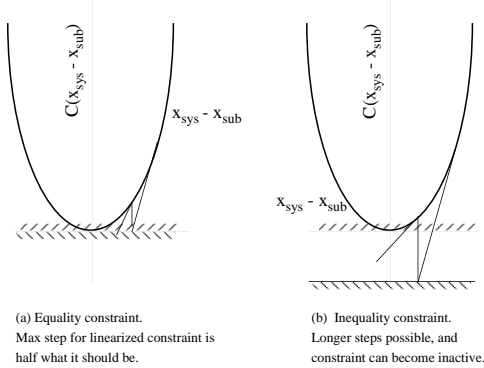 C(x_sys - x_sub)
x_sys - x_sub
(a) Equality constraint.
Max step for linearized constraint is
half what it should be.
C(x_sys - x_sub)
x_sys - x_sub
(b) Inequality constraint.
Longer steps possible, and
constraint can become inactive.